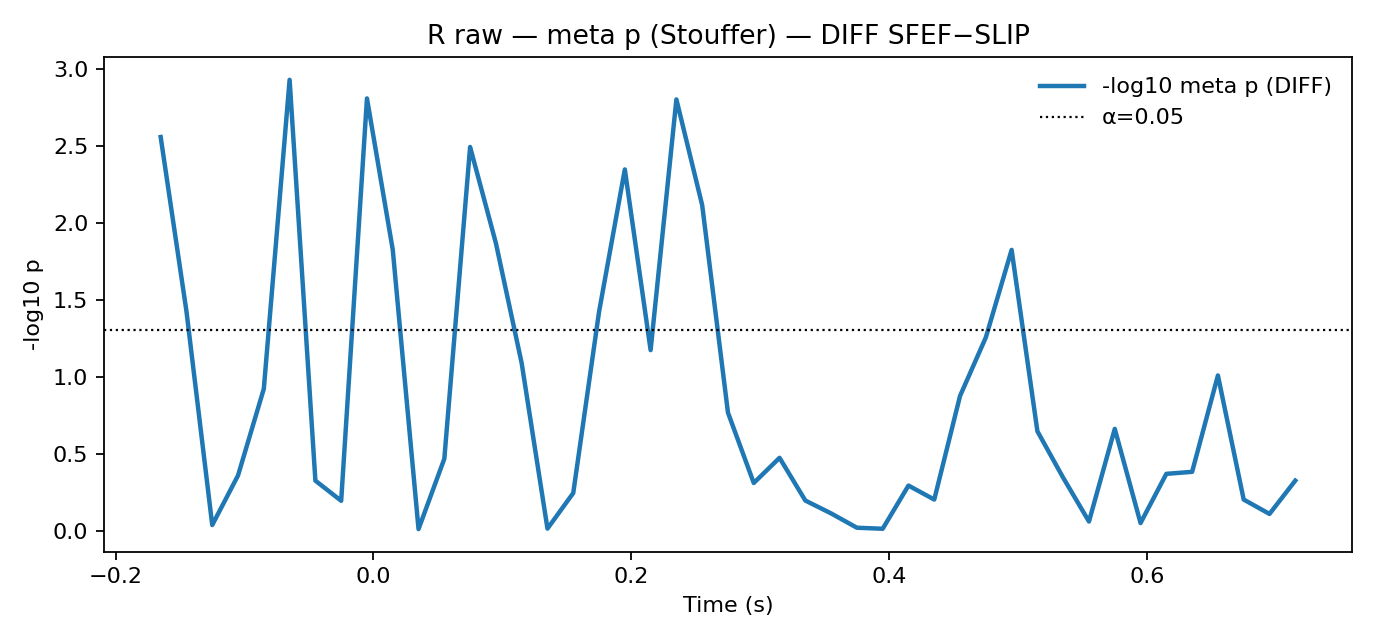 R raw — meta p (Stouffer) — DIFF SFEF−SLIP
-log10 meta p (DIFF)
α=0.05
-log10 p
3.0
2.5
2.0
1.5
1.0
0.5
0.0
−0.2
0.0
0.2
0.4
0.6
Time (s)